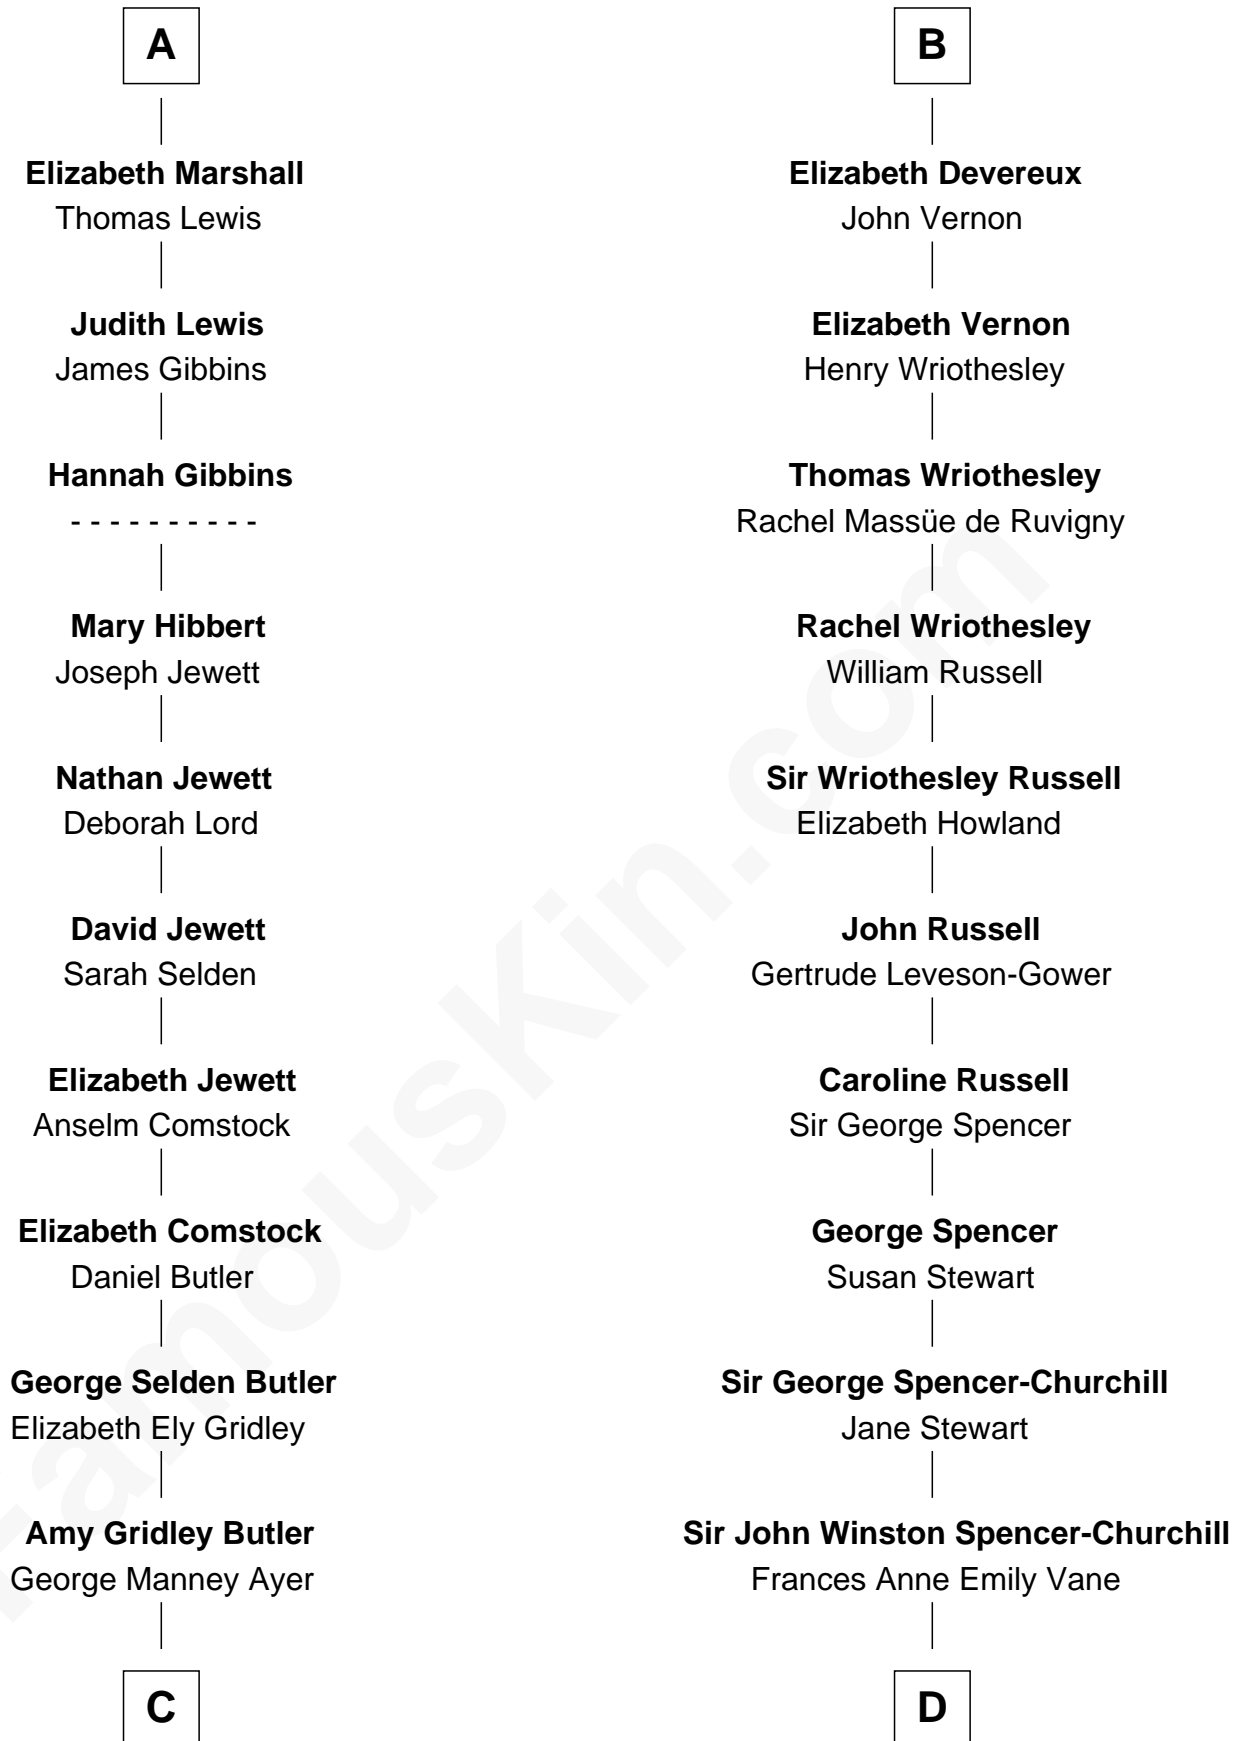 A
Elizabeth Marshall
Thomas Lewis
Judith Lewis
James Gibbins
Hannah Gibbins
- - - - - - - - - -
Mary Hibbert
Joseph Jewett
Nathan Jewett
Deborah Lord
David Jewett
Sarah Selden
Elizabeth Jewett
Anselm Comstock
Elizabeth Comstock
Daniel Butler
George Selden Butler
Elizabeth Ely Gridley
Amy Gridley Butler
George Manney Ayer
C
B
Elizabeth Devereux
John Vernon
Elizabeth Vernon
Henry Wriothesley
Thomas Wriothesley
Rachel Massüe de Ruvigny
Rachel Wriothesley
William Russell
Sir Wriothesley Russell
Elizabeth Howland
John Russell
Gertrude Leveson-Gower
Caroline Russell
Sir George Spencer
George Spencer
Susan Stewart
Sir George Spencer-Churchill
Jane Stewart
Sir John Winston Spencer-Churchill
Frances Anne Emily Vane
D
FamousKin.com